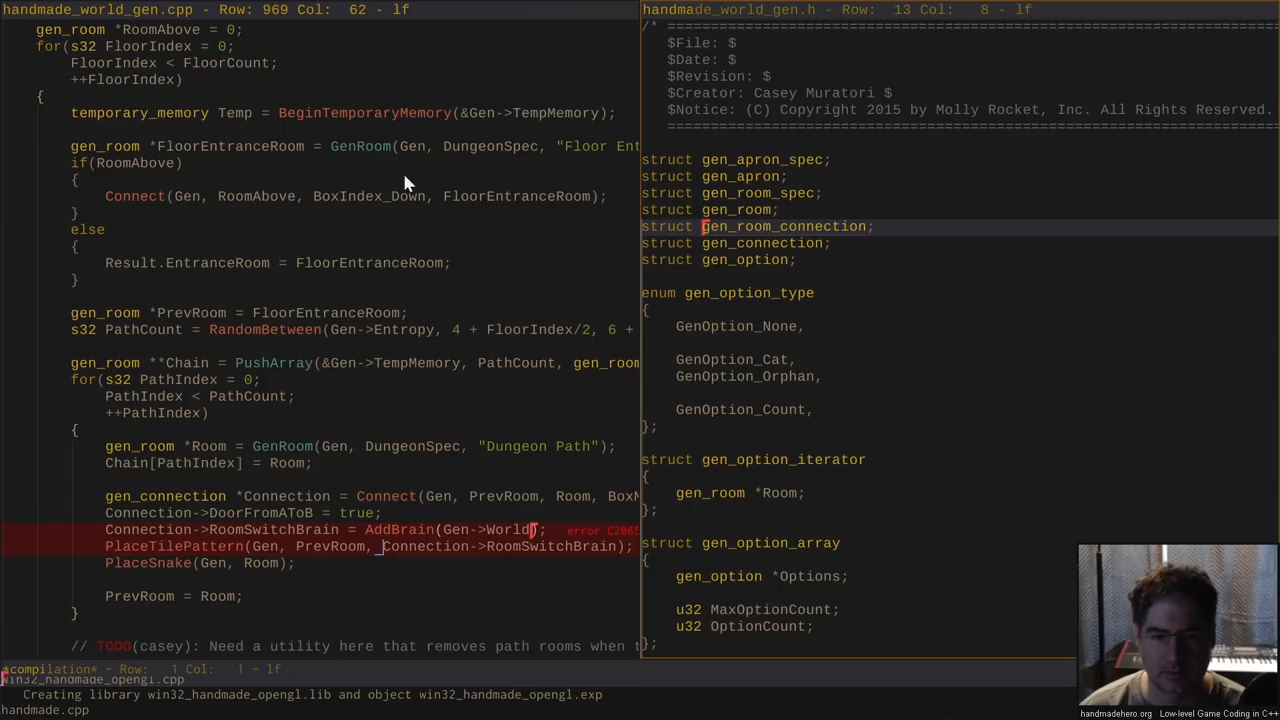 handmade_world_gen.cpp - Row: 969 Col:  62 - lf
gen_room *RoomAbove = 0;
for(s32 FloorIndex = 0;
FloorIndex < FloorCount;
++FloorIndex)
{
temporary_memory Temp = BeginTemporaryMemory(&Gen->TempMemory);
gen_room *FloorEntranceRoom = GenRoom(Gen, DungeonSpec, "Floor Ent
if(RoomAbove)
{
Connect(Gen, RoomAbove, BoxIndex_Down, FloorEntranceRoom);
}
else
{
Result.EntranceRoom = FloorEntranceRoom;
}
gen_room *PrevRoom = FloorEntranceRoom;
s32 PathCount = RandomBetween(Gen->Entropy, 4 + FloorIndex/2, 6 +
gen_room **Chain = PushArray(&Gen->TempMemory, PathCount, gen_room
for(s32 PathIndex = 0;
PathIndex < PathCount;
++PathIndex)
{
gen_room *Room = GenRoom(Gen, DungeonSpec, "Dungeon Path");
Chain[PathIndex] = Room;
gen_connection *Connection = Connect(Gen, PrevRoom, Room, Box
Connection->DoorFromAToB = true;
Connection->RoomSwitchBrain = AddBrain(Gen->World);  error C2065
PlaceTilePattern(Gen, PrevRoom, Connection->RoomSwitchBrain);
PlaceSnake(Gen, Room);
PrevRoom = Room;
}
// TODO(casey): Need a utility here that removes path rooms when
handmade_world_gen.h - Row:  13 Col:   8 - lf
/* ========================================================================
$File: $
$Date: $
$Revision: $
$Creator: Casey Muratori $
$Notice: (C) Copyright 2015 by Molly Rocket, Inc. All Rights Reserved.
========================================================================
struct gen_apron_spec;
struct gen_apron;
struct gen_room_spec;
struct gen_room;
struct gen_room_connection;
struct gen_connection;
struct gen_option;
enum gen_option_type
{
GenOption_None,
GenOption_Cat,
GenOption_Orphan,
GenOption_Count,
};
struct gen_option_iterator
{
gen_room *Room;
};
struct gen_option_array
{
gen_option *Options;
u32 MaxOptionCount;
u32 OptionCount;
};
*compilation* - Row:   1 Col:   1 - lf
win32_handmade_opengl.cpp
Creating library win32_handmade_opengl.lib and object win32_handmade_opengl.exp
handmade.cpp
handmadehero.org  Low-level Game Coding in C++